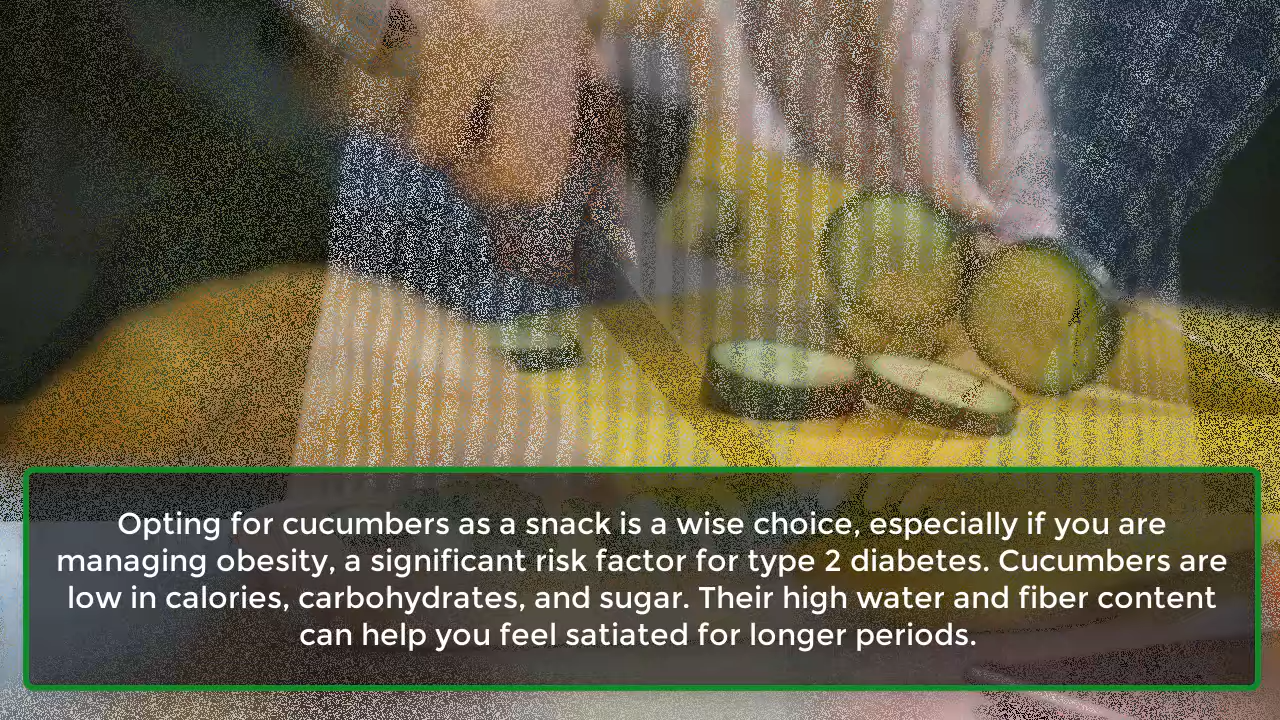 Opting for cucumbers as a snack is a wise choice, especially if you are
managing obesity, a significant risk factor for type 2 diabetes. Cucumbers are
low in calories, carbohydrates, and sugar. Their high water and fiber content
can help you feel satiated for longer periods.